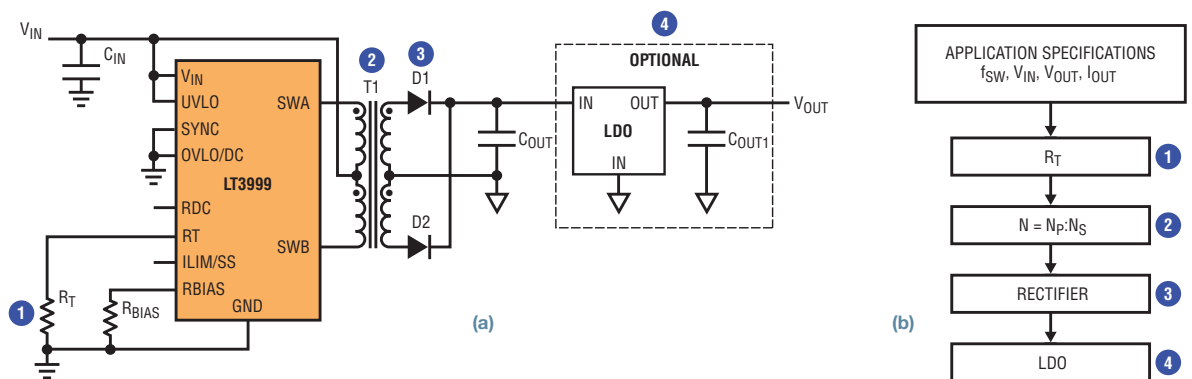 VIN
CIN
VIN
UVLO
SYNC
OVLO/DC
LT3999
RDC
RT
ILIM/SS
RBIAS
GND
SWA
SWB
1
RT
RBIAS
2
T1
3
D1
D2
COUT
4
OPTIONAL
IN
OUT
LDO
IN
COUT1
VOUT
(a)
APPLICATION SPECIFICATIONS
fSW, VIN, VOUT, IOUT
RT
1
N = NP:NS
2
RECTIFIER
3
LDO
4
(b)